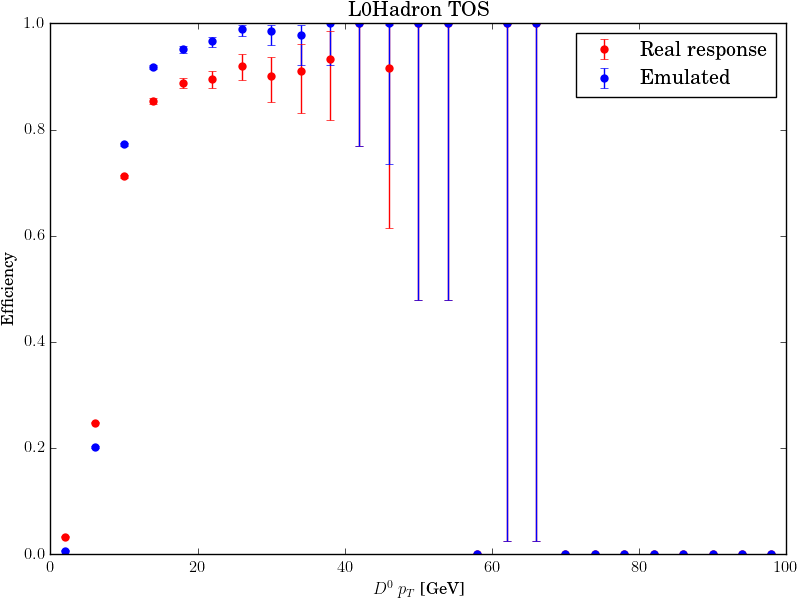 L0Hadron TOS
1.0
0.8
0.6
0.4
0.2
0.0
Efficiency
Real response
Emulated
0 20 40 60 80 100
D⁰ p_T [GeV]